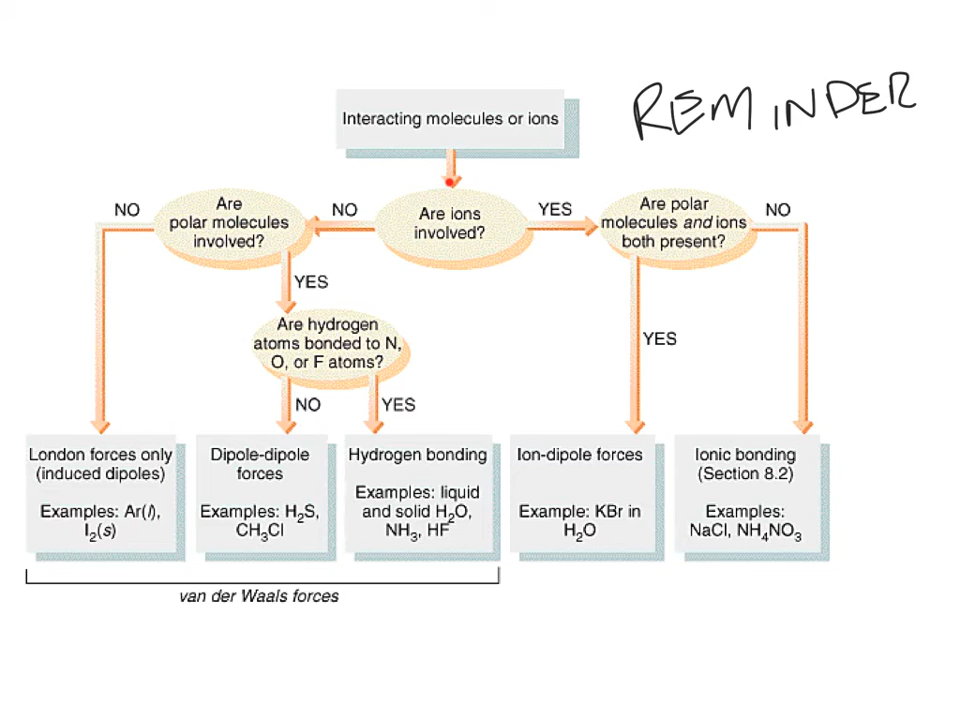 REMINDER
Interacting molecules or ions
Are
polar molecules
involved?
NO
NO
Are ions
involved?
YES
Are polar
molecules and ions
both present?
NO
YES
YES
Are hydrogen
atoms bonded to N,
O, or F atoms?
NO
YES
London forces only
(induced dipoles)
Examples: Ar(l),
I₂(s)
Dipole-dipole
forces
Examples: H₂S,
CH₃Cl
Hydrogen bonding
Examples: liquid
and solid H₂O,
NH₃, HF
Ion-dipole forces
Example: KBr in
H₂O
Ionic bonding
(Section 8.2)
Examples:
NaCl, NH₄NO₃
van der Waals forces